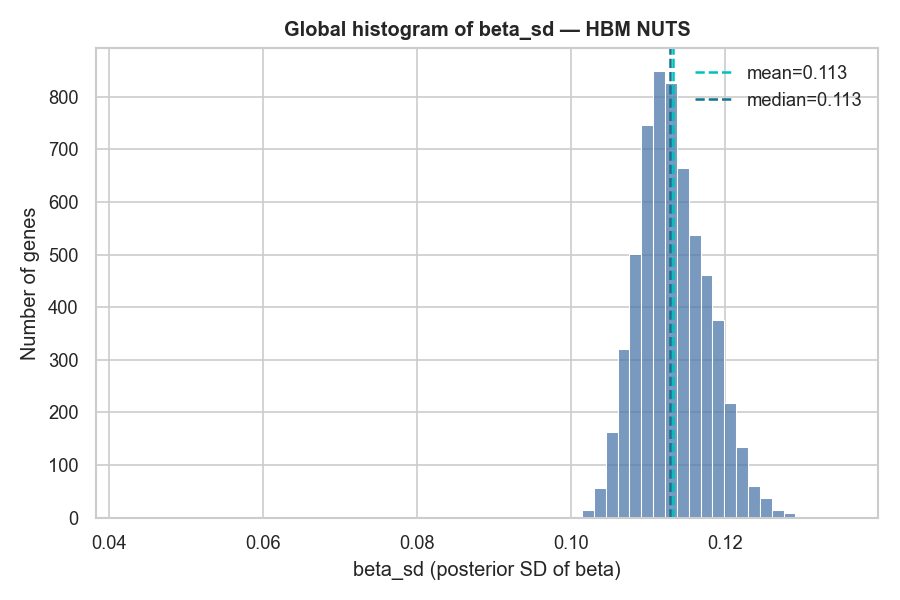 Global histogram of beta_sd — HBM NUTS
mean=0.113
median=0.113
Number of genes
800
700
600
500
400
300
200
100
0
0.04 0.06 0.08 0.10 0.12
beta_sd (posterior SD of beta)